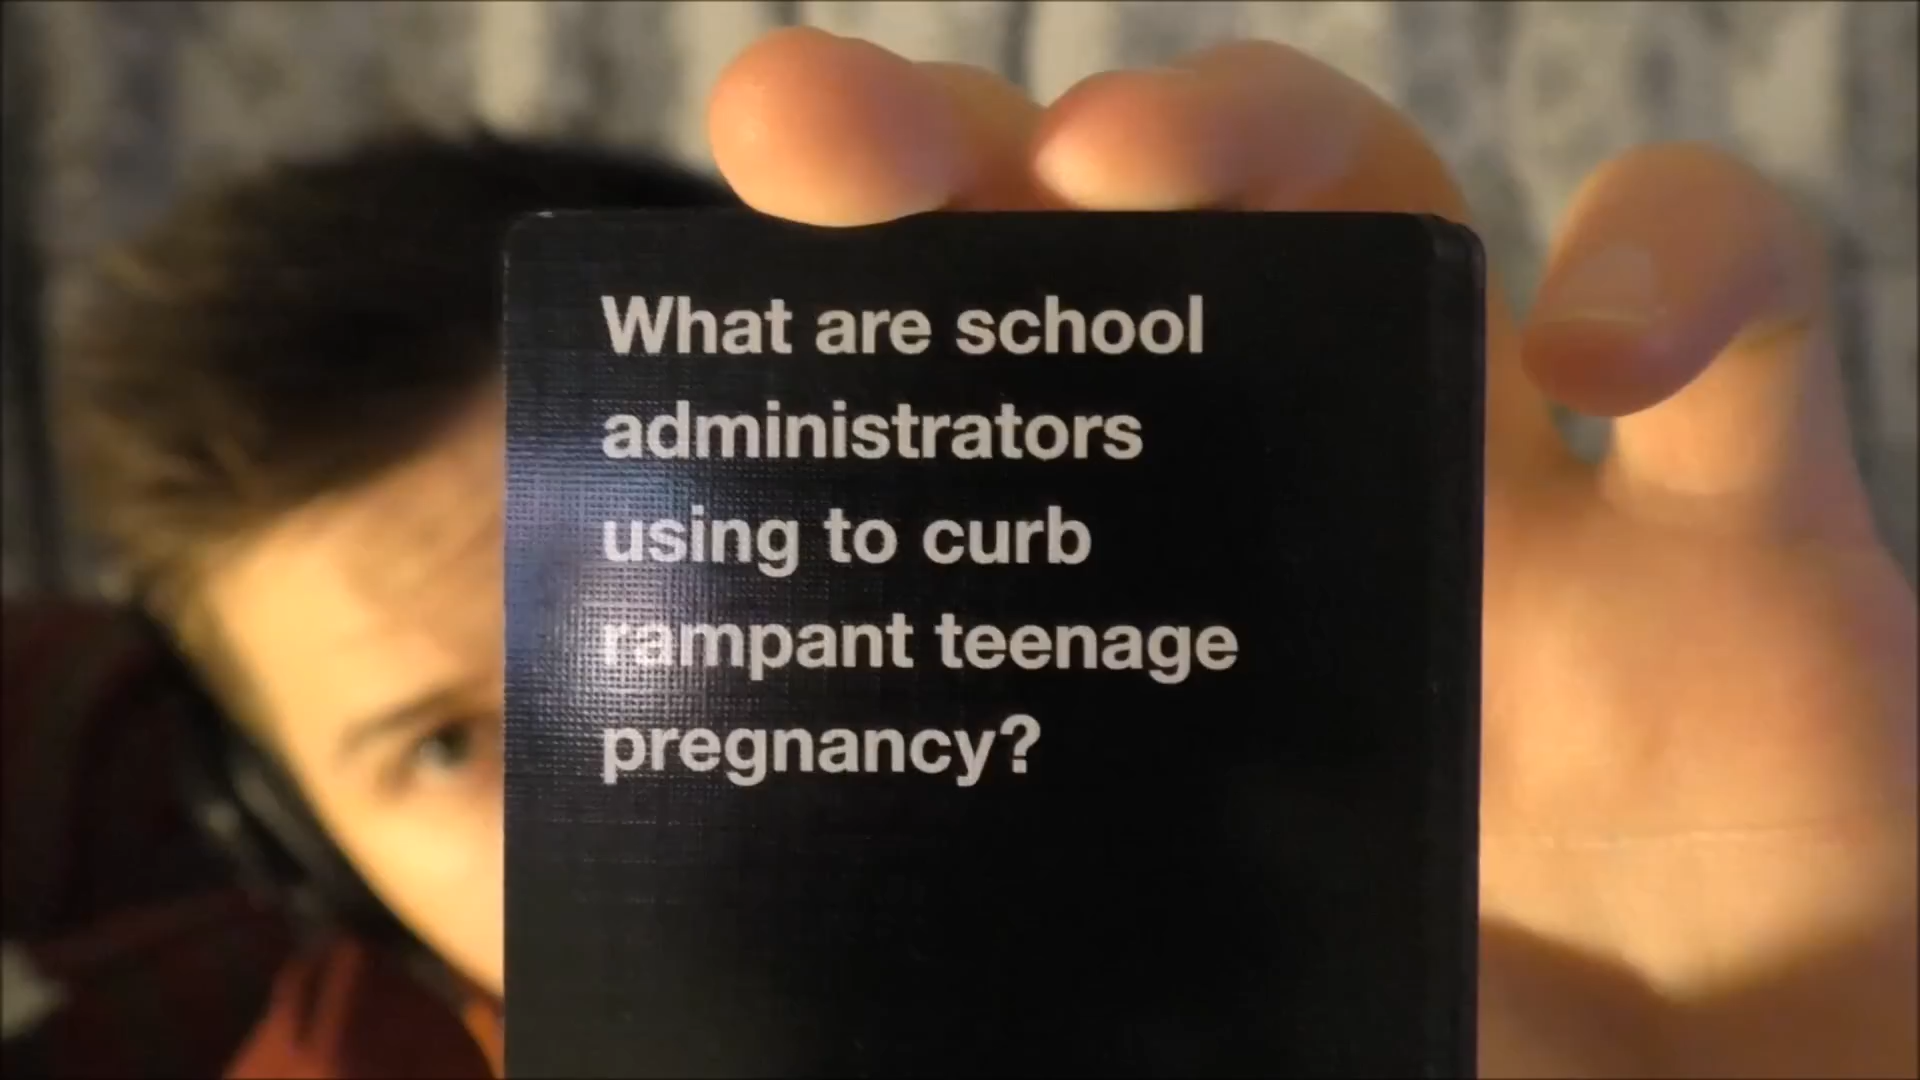 What are school
administrators
using to curb
rampant teenage
pregnancy?